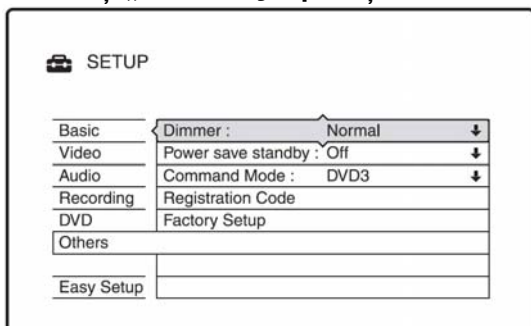 SETUP
Basic
Dimmer : Normal
Video
Power save standby : Off
Audio
Command Mode : DVD3
Recording
Registration Code
DVD
Factory Setup
Others
Easy Setup